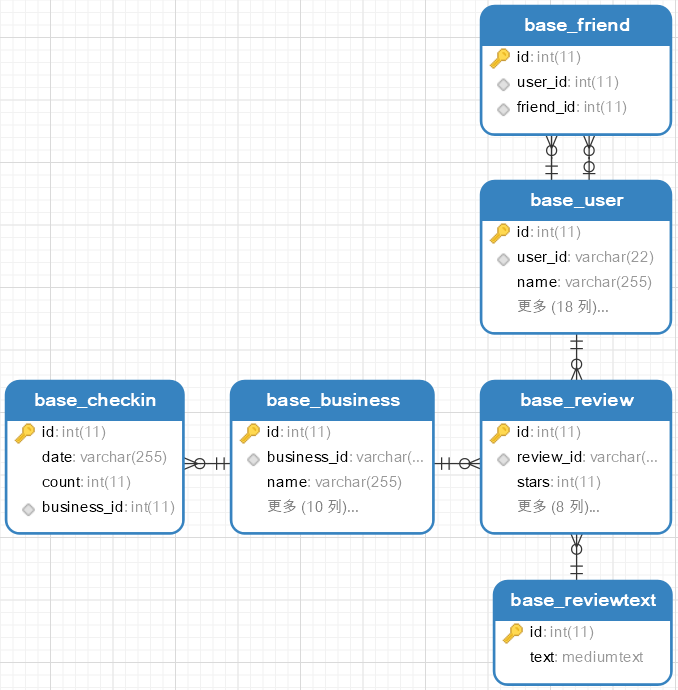 base_friend
id: int(11)
user_id: int(11)
friend_id: int(11)
base_user
id: int(11)
user_id: varchar(22)
name: varchar(255)
更多 (18 列)...
base_checkin
id: int(11)
date: varchar(255)
count: int(11)
business_id: int(11)
base_business
id: int(11)
business_id: varchar(...
name: varchar(255)
更多 (10 列)...
base_review
id: int(11)
review_id: varchar(...
stars: int(11)
更多 (8 列)...
base_reviewtext
id: int(11)
text: mediumtext